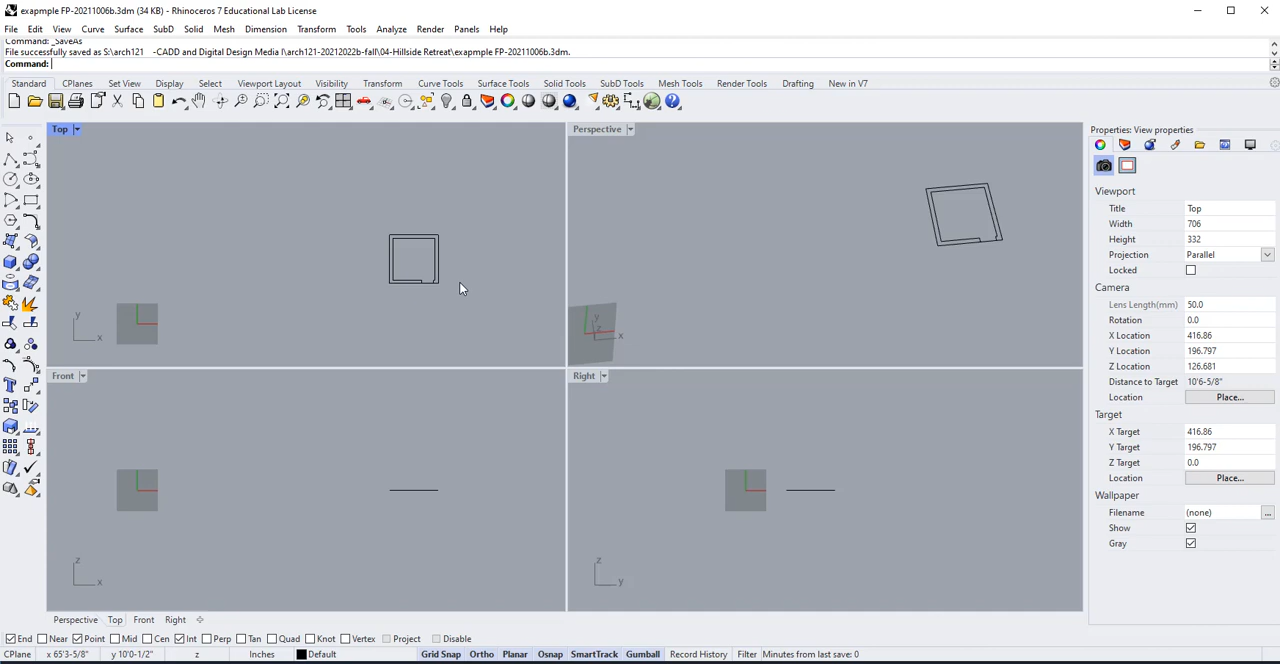 exapmple FP-20211006b.3dm (34 KB) - Rhinoceros 7 Educational Lab License
File Edit View Curve Surface SubD Solid Mesh Dimension Transform Tools Analyze Render Panels Help
Command: _SaveAs
File successfully saved as S:\arch121 -CADD and Digital Design Media I\arch121-20212022b-fall\04-Hillside Retreat\exapmple FP-20211006b.3dm.
Command:
Standard CPlanes Set View Display Select Viewport Layout Visibility Transform Curve Tools Surface Tools Solid Tools SubD Tools Mesh Tools Render Tools Drafting New in V7
Top
Perspective
Properties: View properties
Viewport
Title Top
Width 706
Height 332
Projection Parallel
Locked
Camera
Lens Length(mm) 50.0
Rotation 0.0
X Location 416.86
Y Location 196.797
Z Location 126.681
Distance to Target 10'6-5/8"
Location Place...
Target
X Target 416.86
Y Target 196.797
Z Target 0.0
Location Place...
Wallpaper
Filename (none) ...
Show
Gray
y
x
y
z
x
Front
Right
z
x
z
y
Perspective Top Front Right
End Near Point Mid Cen Int Perp Tan Quad Knot Vertex Project Disable
CPlane x 65'3-5/8" y 10'0-1/2" z Inches Default Grid Snap Ortho Planar Osnap SmartTrack Gumball Record History Filter Minutes from last save: 0